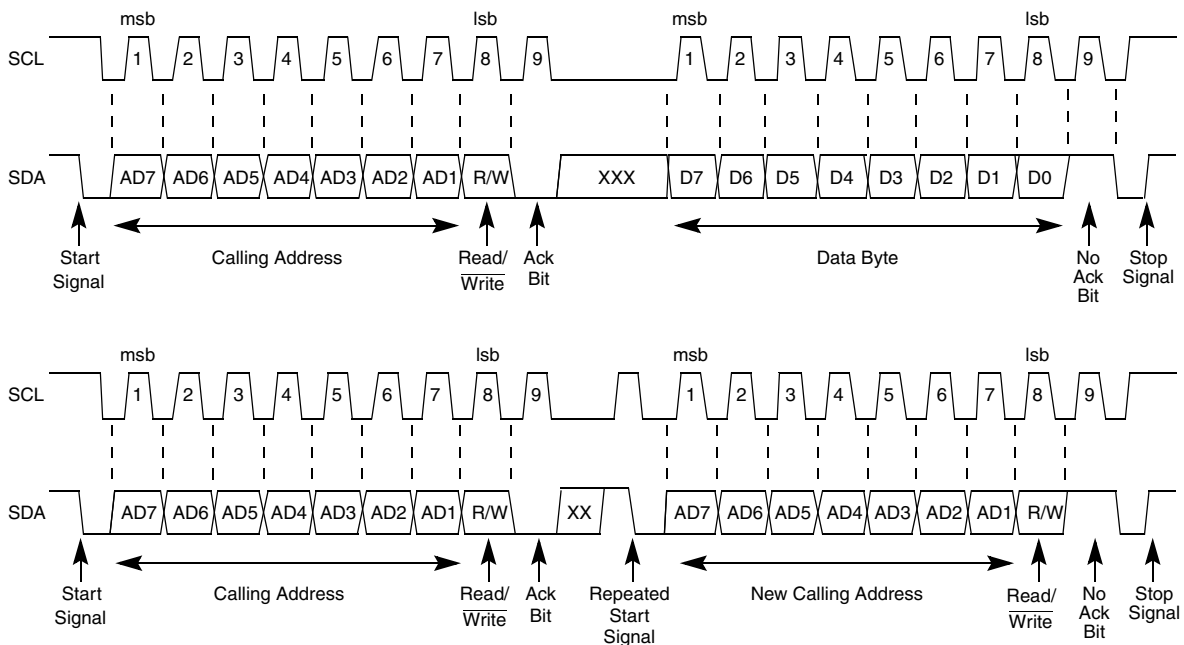 msb lsb msb lsb
SCL 1 2 3 4 5 6 7 8 9 1 2 3 4 5 6 7 8 9
SDA AD7 AD6 AD5 AD4 AD3 AD2 AD1 R/W XXX D7 D6 D5 D4 D3 D2 D1 D0
Start Calling Address Read/ Ack Data Byte No Stop
Signal Write Bit Ack Signal
Bit
msb lsb msb lsb
SCL 1 2 3 4 5 6 7 8 9 1 2 3 4 5 6 7 8 9
SDA AD7 AD6 AD5 AD4 AD3 AD2 AD1 R/W XX AD7 AD6 AD5 AD4 AD3 AD2 AD1 R/W
Start Calling Address Read/ Ack Repeated New Calling Address Read/ No Stop
Signal Write Bit Start Write Ack Signal
Signal Bit